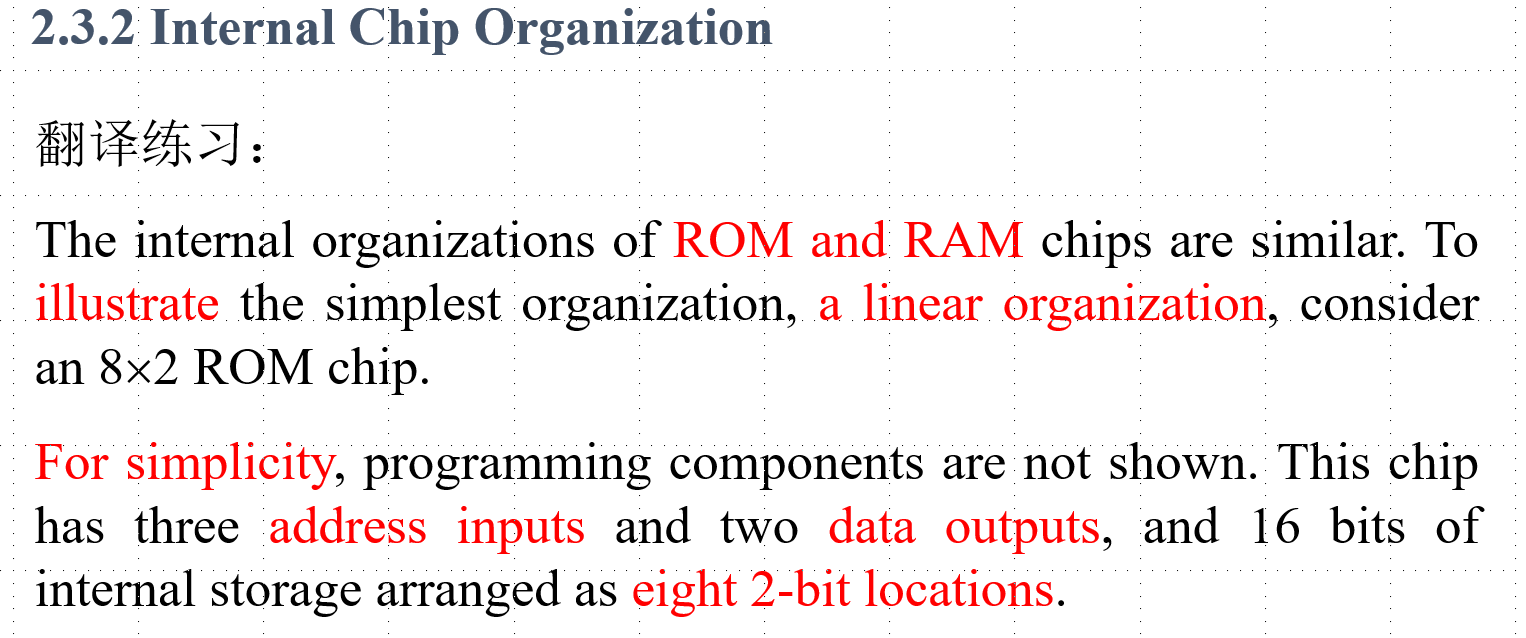 2.3.2 Internal Chip Organization
翻译练习：
The internal organizations of ROM and RAM chips are similar. To
illustrate the simplest organization, a linear organization, consider
an 8×2 ROM chip.
For simplicity, programming components are not shown. This chip
has three address inputs and two data outputs, and 16 bits of
internal storage arranged as eight 2-bit locations.